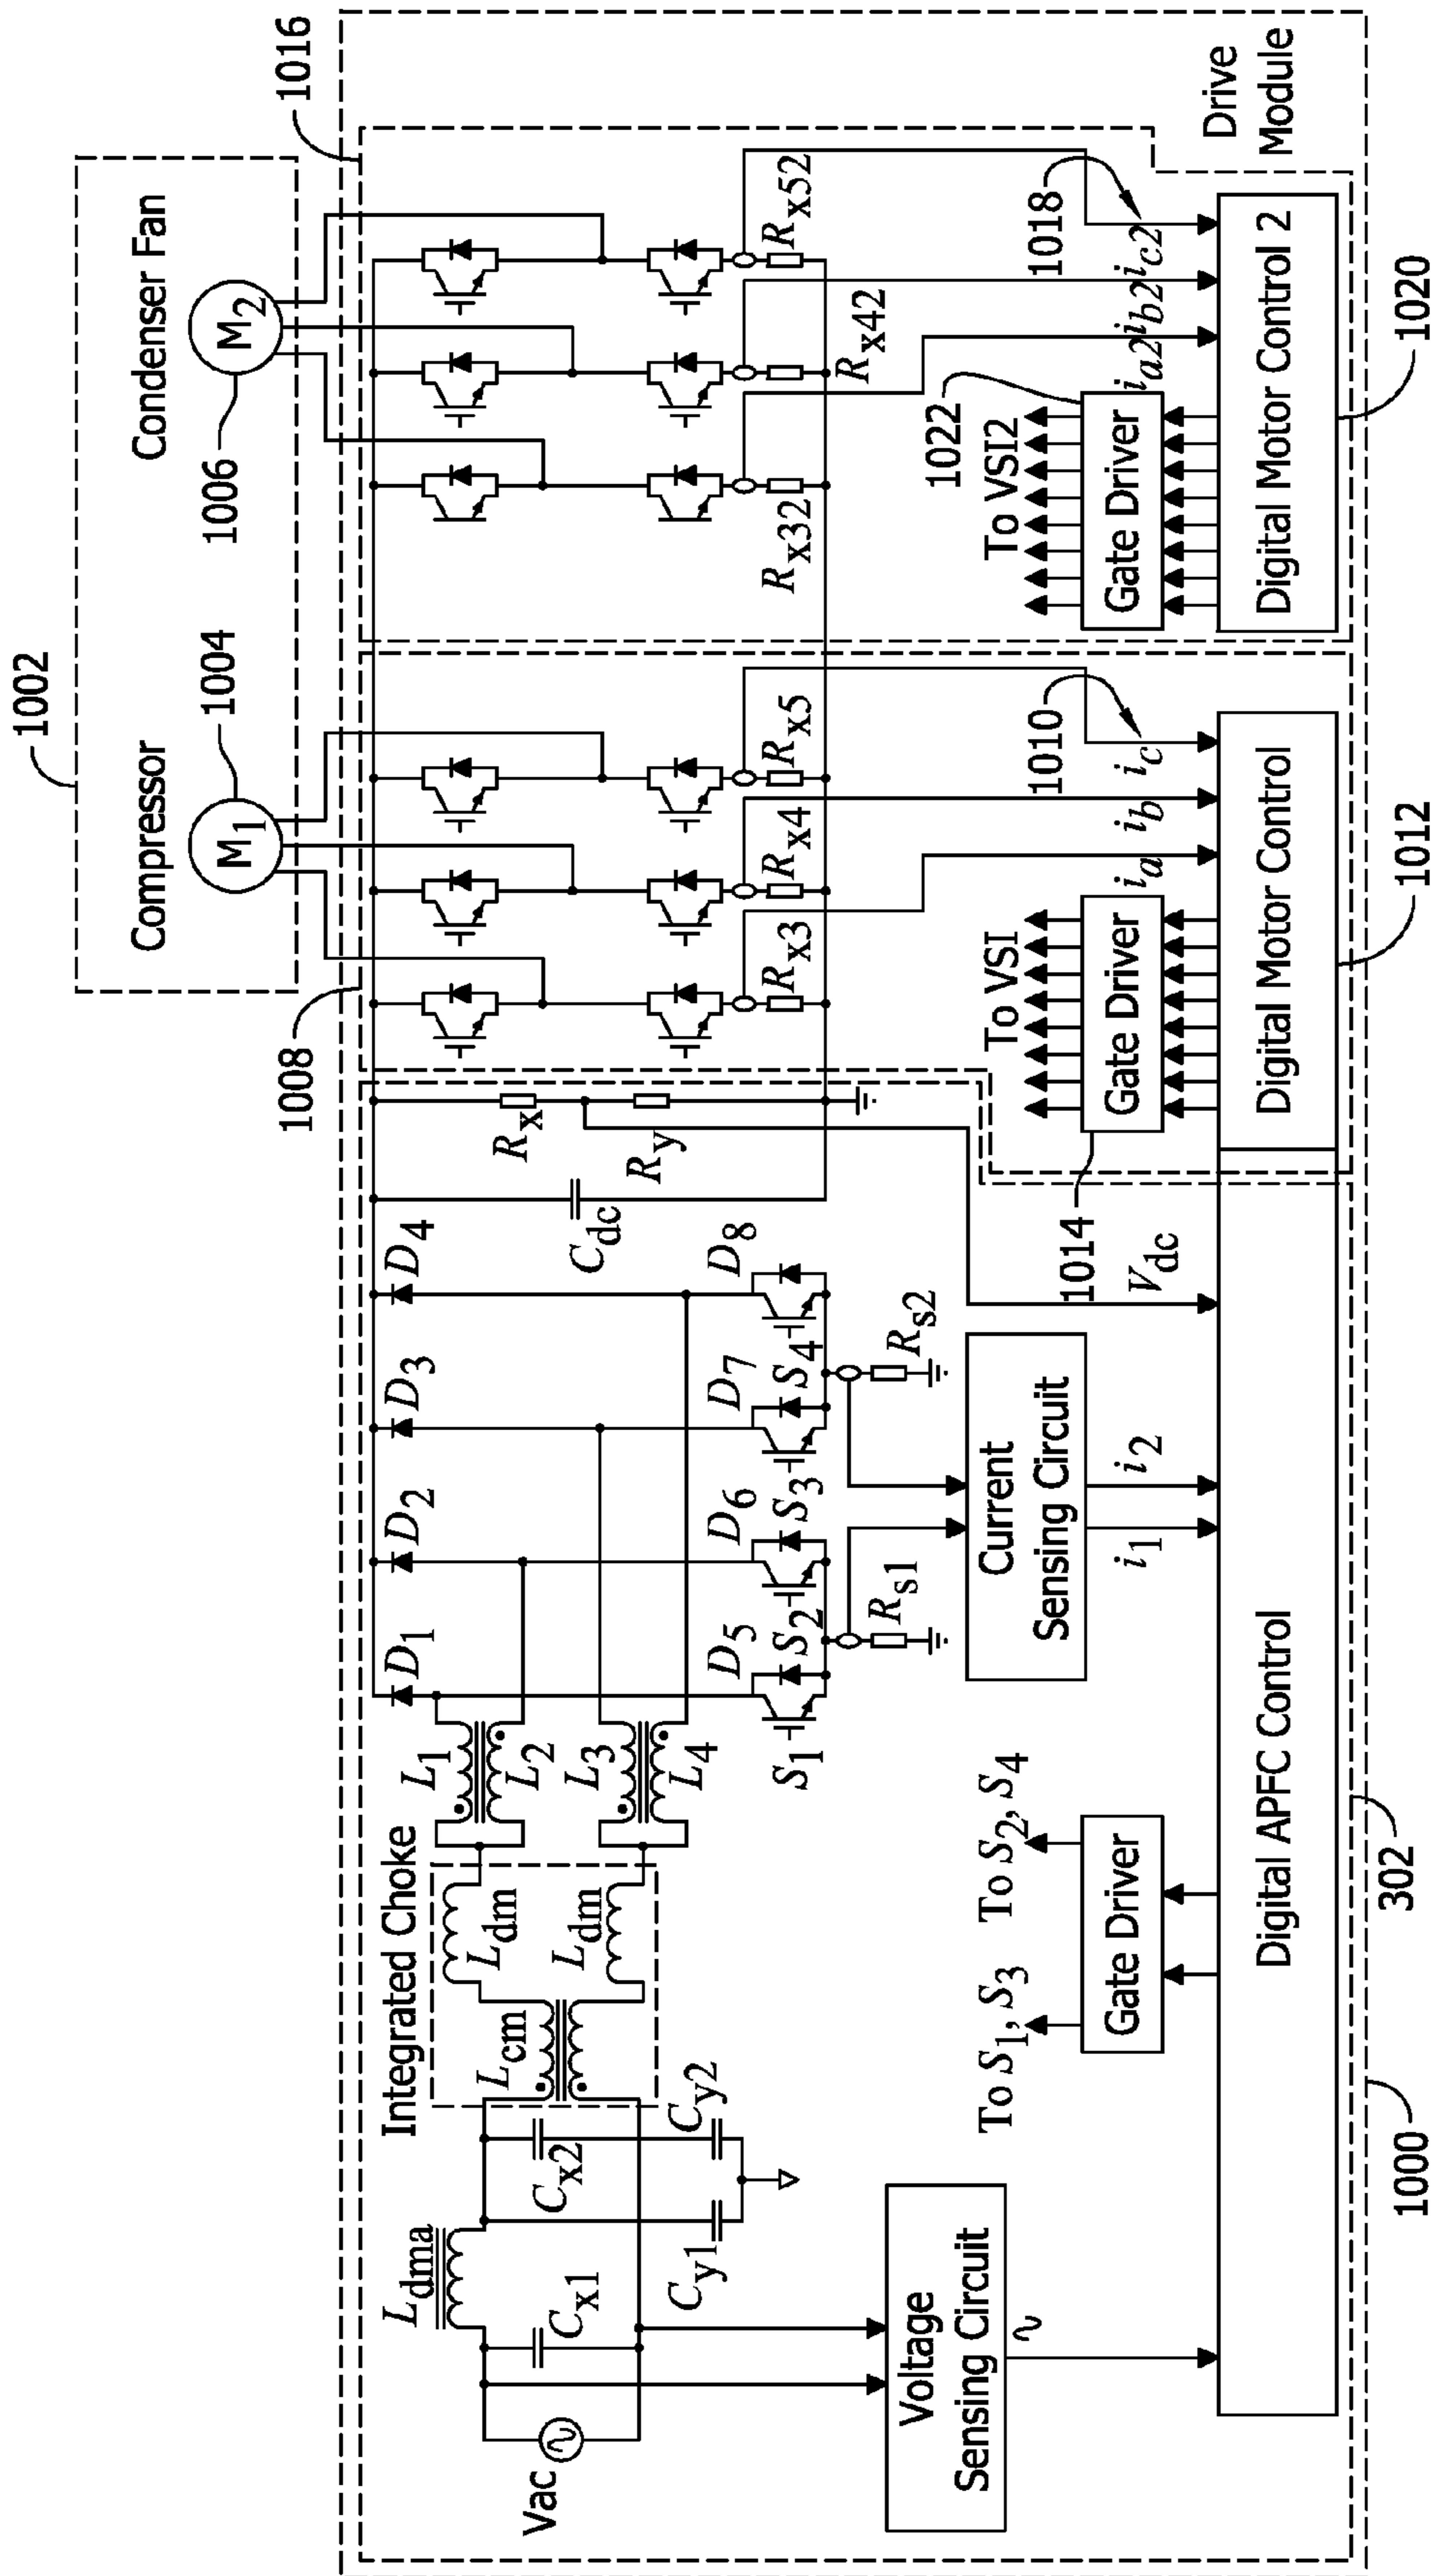 1002
Compressor
Condenser Fan
1004
1006
M1
M2
1008
1016
Integrated Choke
Vac
Ldma
Cx1
Cx2
Cy1
Cy2
Lcm
Ldm
Ldm
L1
L2
L3
L4
D1
D2
D3
D4
D5
D6
D7
D8
S1
S2
S3
S4
Rs1
Rs2
Cdc
Rx
Ry
Rx3
Rx4
Rx5
Rx32
Rx42
Rx52
Voltage
Sensing Circuit
To S1, S3
To S2, S4
Gate Driver
Current
Sensing Circuit
i1
i2
Vdc
1014
To VSI
Gate Driver
ia
ib
ic
1010
1022
To VSI2
Gate Driver
ia2
ib2
ic2
1018
Drive
Module
Digital APFC Control
Digital Motor Control
Digital Motor Control 2
1000
302
1012
1020